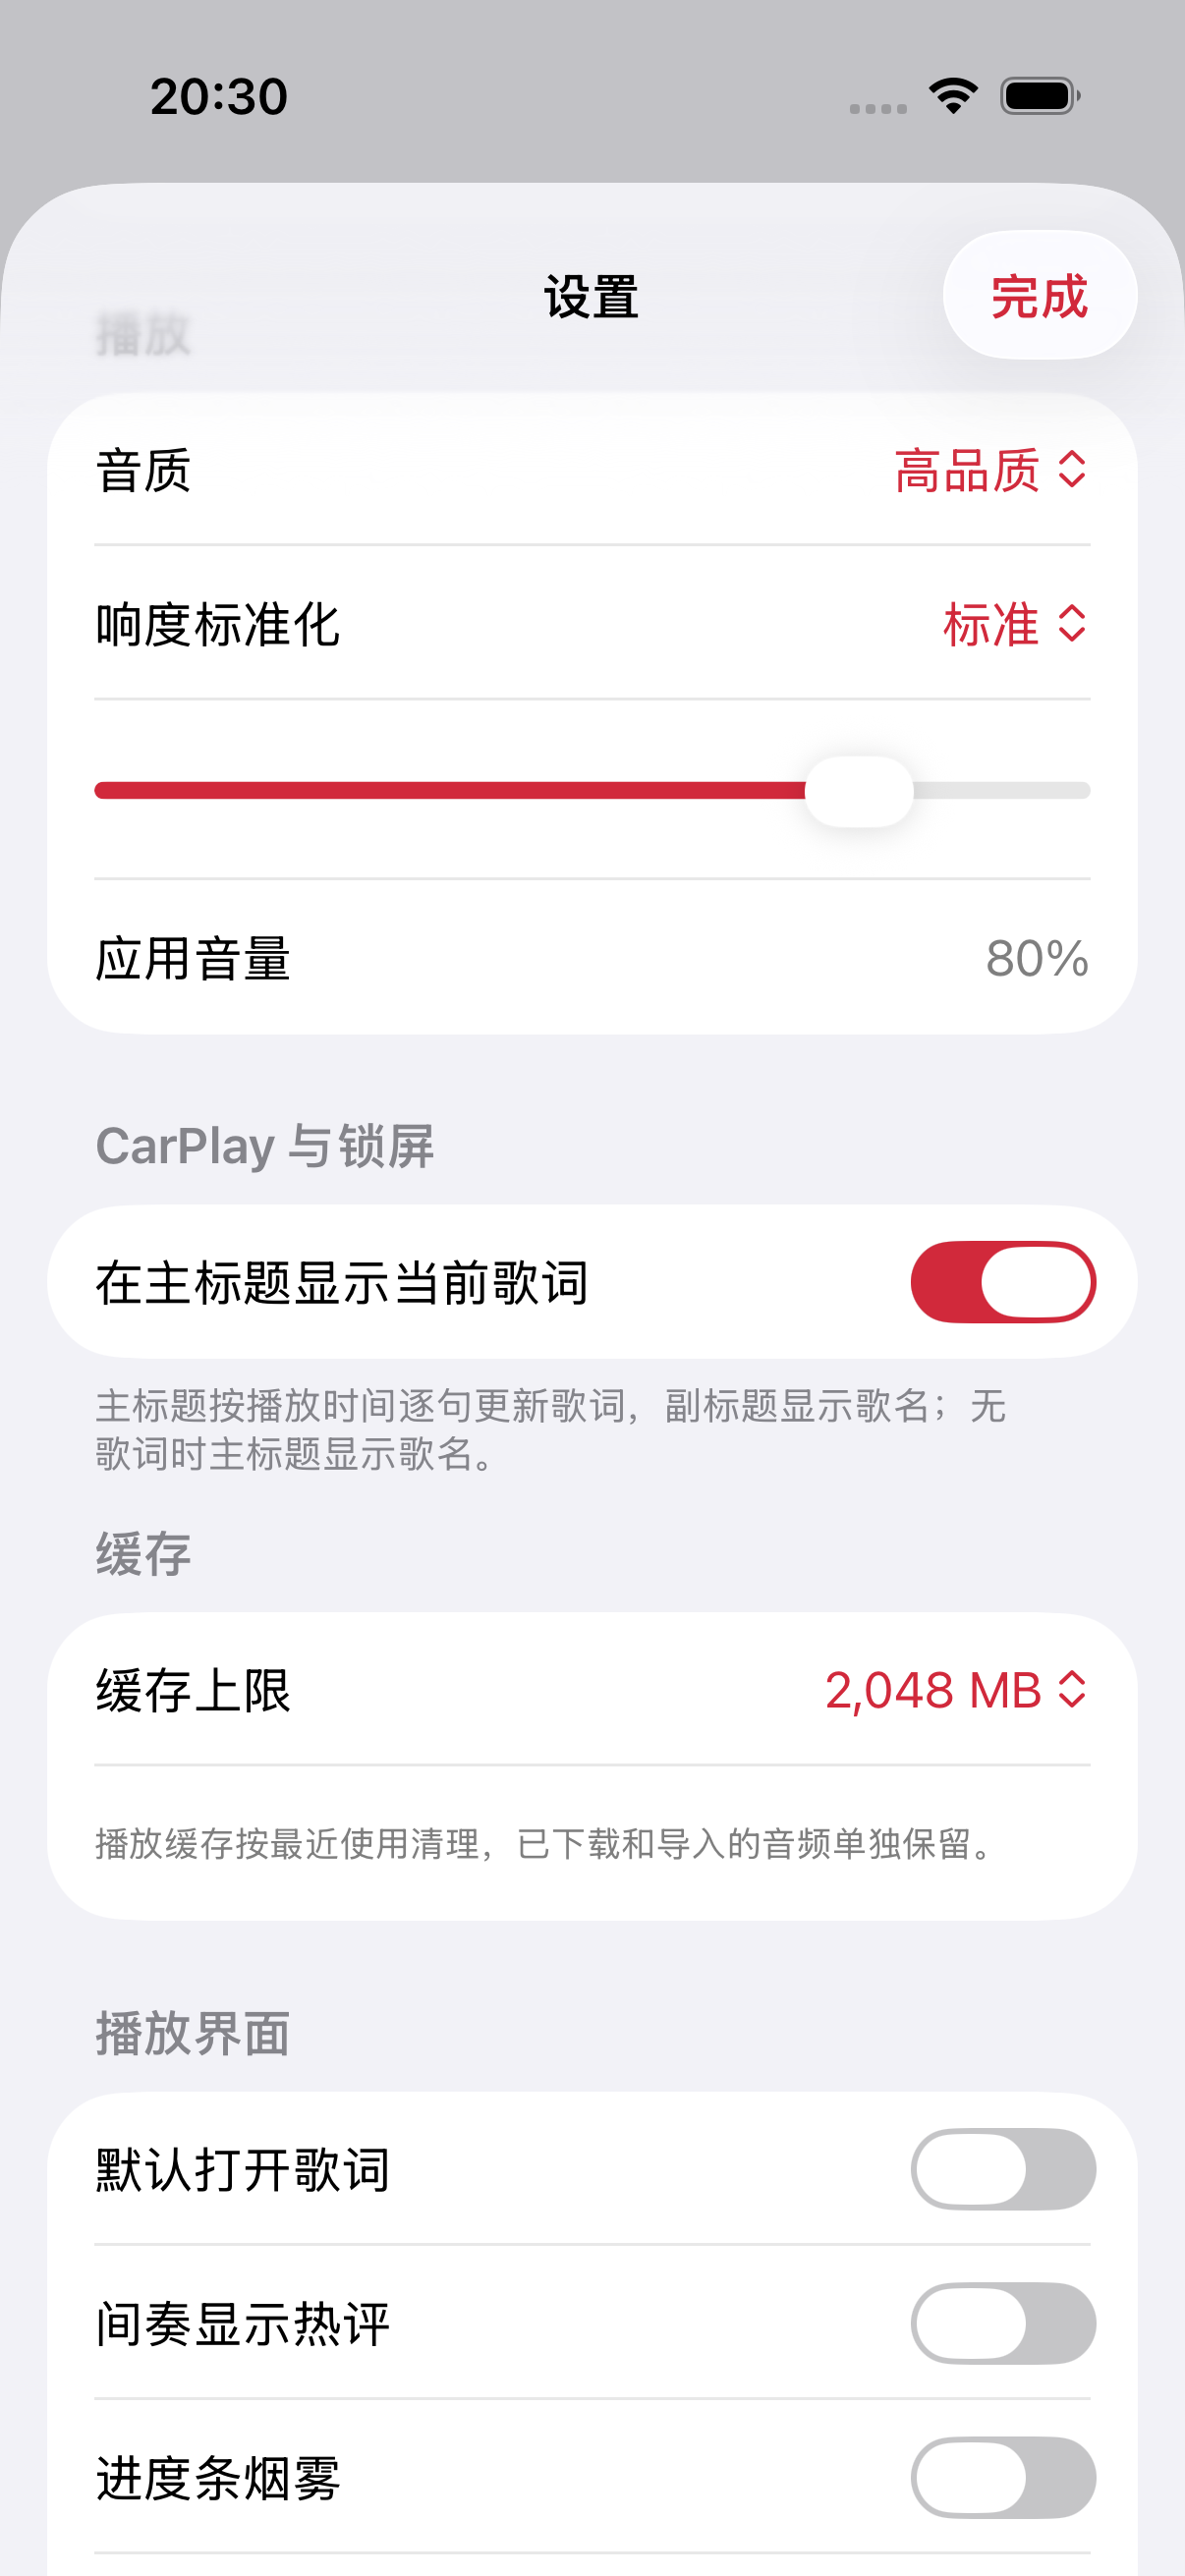 20:30
设置
完成
播放
音质
高品质
响度标准化
标准
应用音量
80%
CarPlay 与锁屏
在主标题显示当前歌词
主标题按播放时间逐句更新歌词，副标题显示歌名；无
歌词时主标题显示歌名。
缓存
缓存上限
2,048 MB
播放缓存按最近使用清理，已下载和导入的音频单独保留。
播放界面
默认打开歌词
间奏显示热评
进度条烟雾